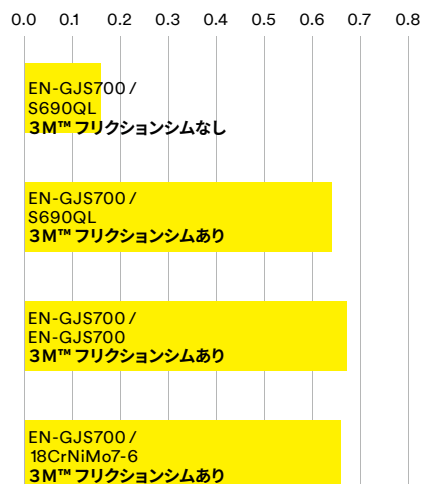 0.0 0.1 0.2 0.3 0.4 0.5 0.6 0.7 0.8
EN-GJS700 /
S690QL
3M™ フリクションシムなし
EN-GJS700 /
S690QL
3M™ フリクションシムあり
EN-GJS700 /
EN-GJS700
3M™ フリクションシムあり
EN-GJS700 /
18CrNiMo7-6
3M™ フリクションシムあり